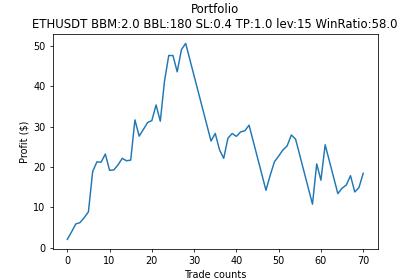 Portfolio
ETHUSDT BBM:2.0 BBL:180 SL:0.4 TP:1.0 lev:15 WinRatio:58.0
50
40
30
20
10
0
Profit ($)
0 10 20 30 40 50 60 70
Trade counts